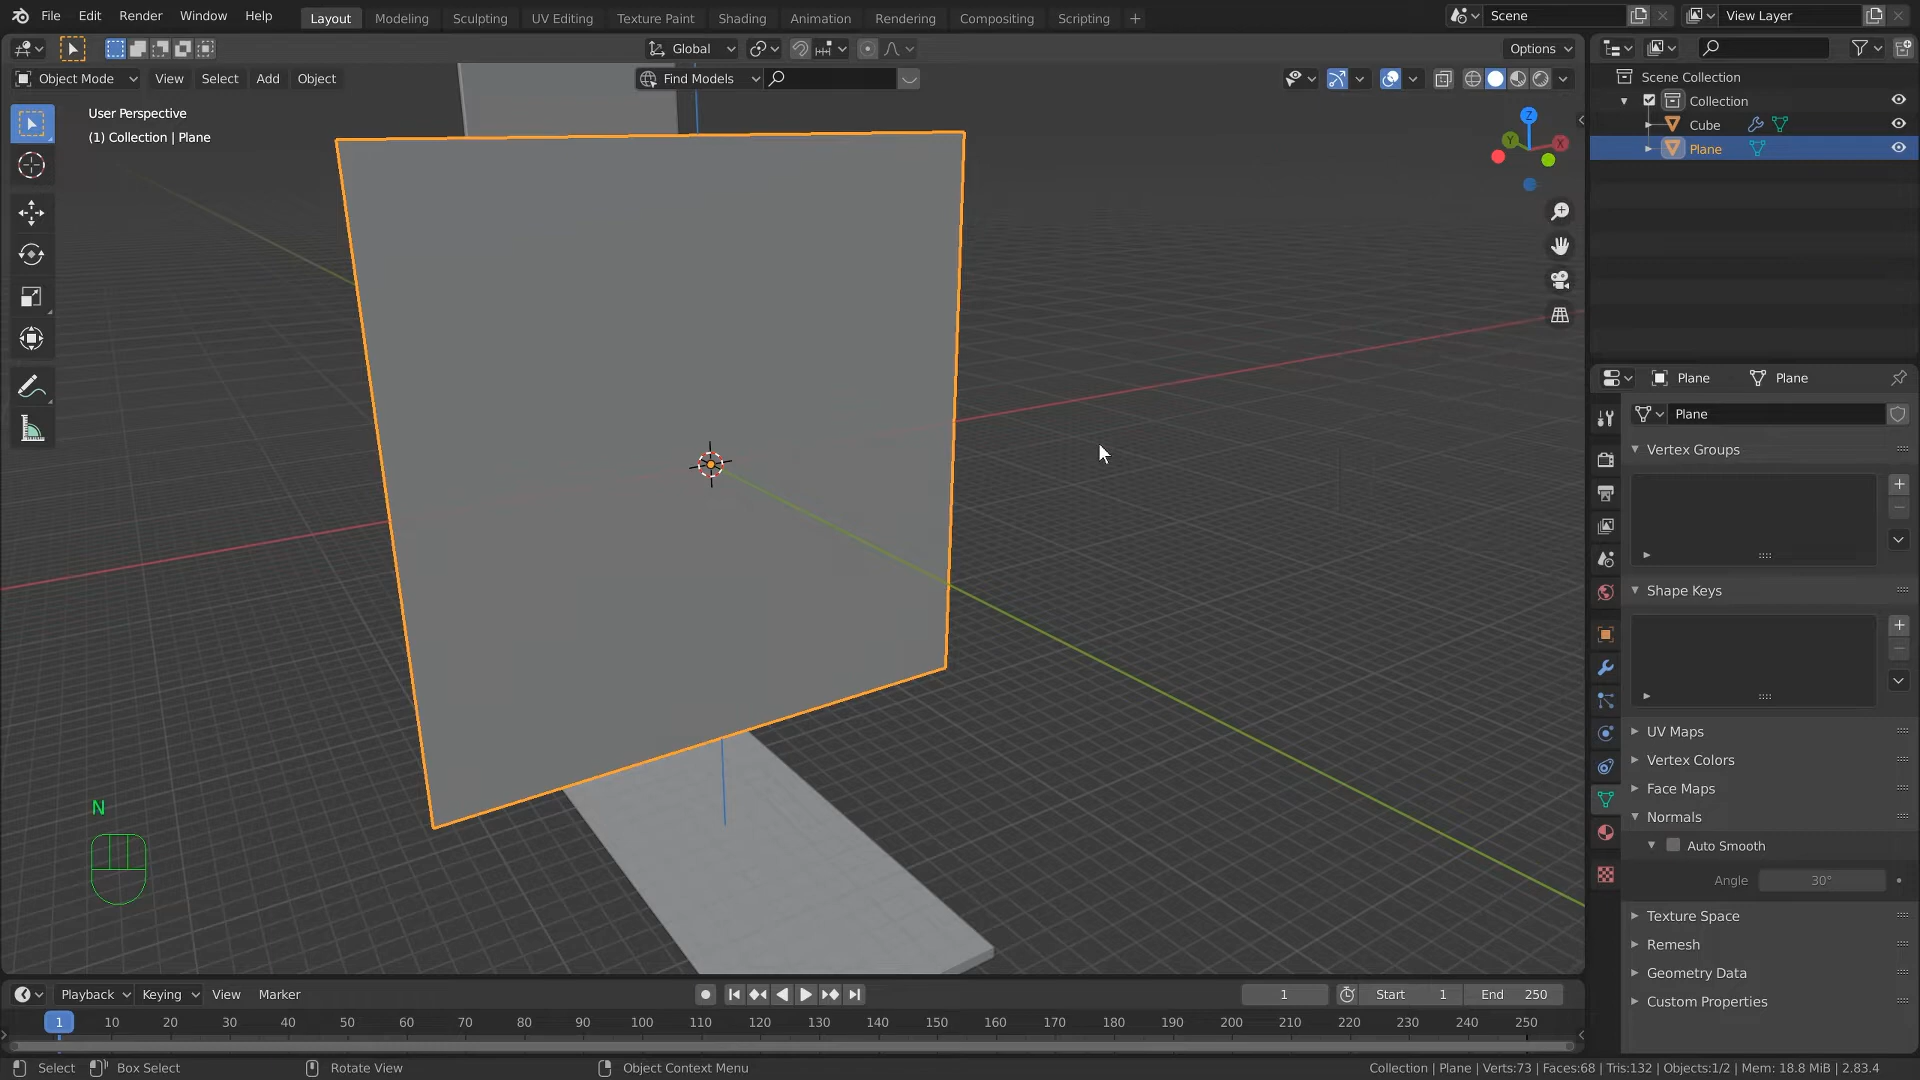 File Edit Render Window Help Layout Modeling Sculpting UV Editing Texture Paint Shading Animation Rendering Compositing Scripting + Scene View Layer
Global Options
Object Mode View Select Add Object Find Models
User Perspective
(1) Collection | Plane
Z
Y
X
N
Scene Collection
Collection
Cube
Plane
Plane Plane
Plane
Vertex Groups
Shape Keys
UV Maps
Vertex Colors
Face Maps
Normals
Auto Smooth
Angle 30°
Texture Space
Remesh
Geometry Data
Custom Properties
Playback Keying View Marker 1 Start 1 End 250
1 10 20 30 40 50 60 70 80 90 100 110 120 130 140 150 160 170 180 190 200 210 220 230 240 250
Select Box Select Rotate View Object Context Menu Collection | Plane | Verts:73 | Faces:68 | Tris:132 | Objects:1/2 | Mem: 18.8 MiB | 2.83.4